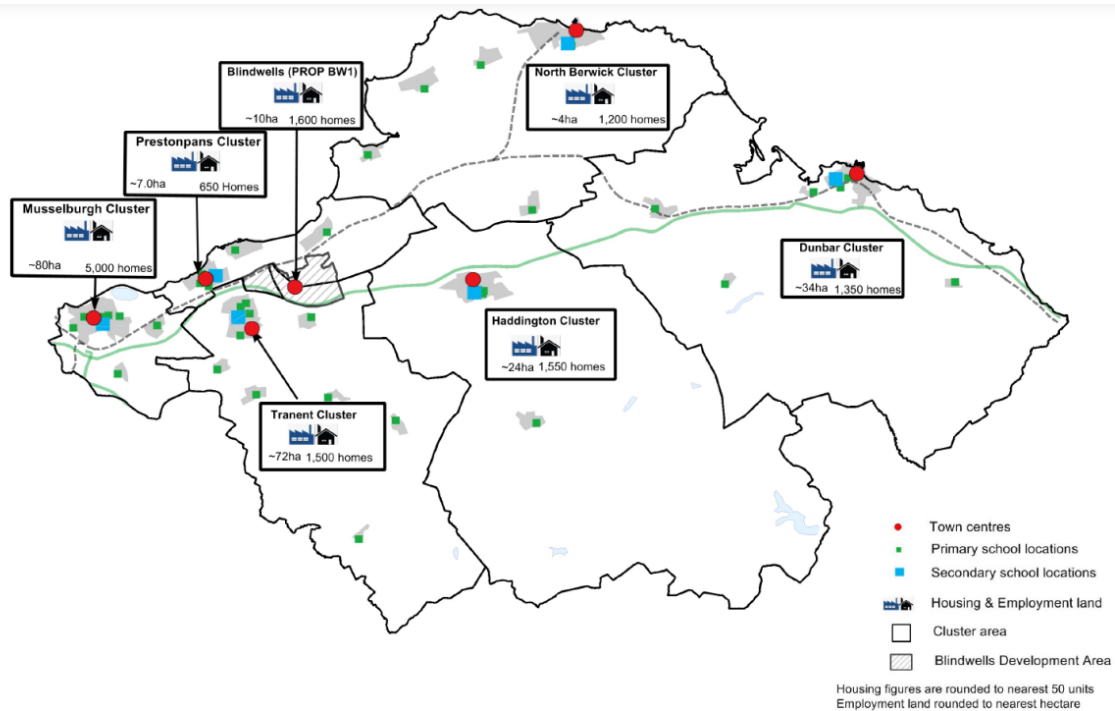 Blindwells (PROP BW1)
~10ha 1,600 homes
North Berwick Cluster
~4ha 1,200 homes
Prestonpans Cluster
~7.0ha 650 Homes
Musselburgh Cluster
~80ha 5,000 homes
Dunbar Cluster
~34ha 1,350 homes
Haddington Cluster
~24ha 1,550 homes
Tranent Cluster
~72ha 1,500 homes
Town centres
Primary school locations
Secondary school locations
Housing & Employment land
Cluster area
Blindwells Development Area
Housing figures are rounded to nearest 50 units
Employment land rounded to nearest hectare